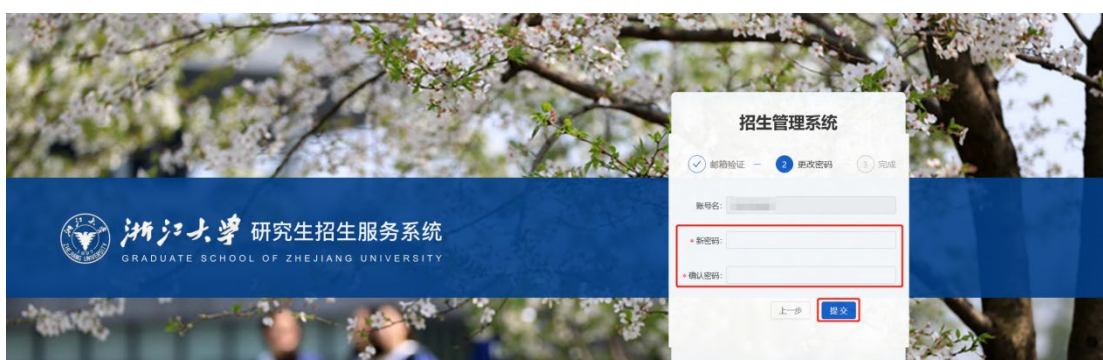 招生管理系统
邮箱验证
2 更改密码
3 完成
账号名:
浙江大学 研究生招生服务系统
GRADUATE SCHOOL OF ZHEJIANG UNIVERSITY
* 新密码:
* 确认密码:
上一步 提交